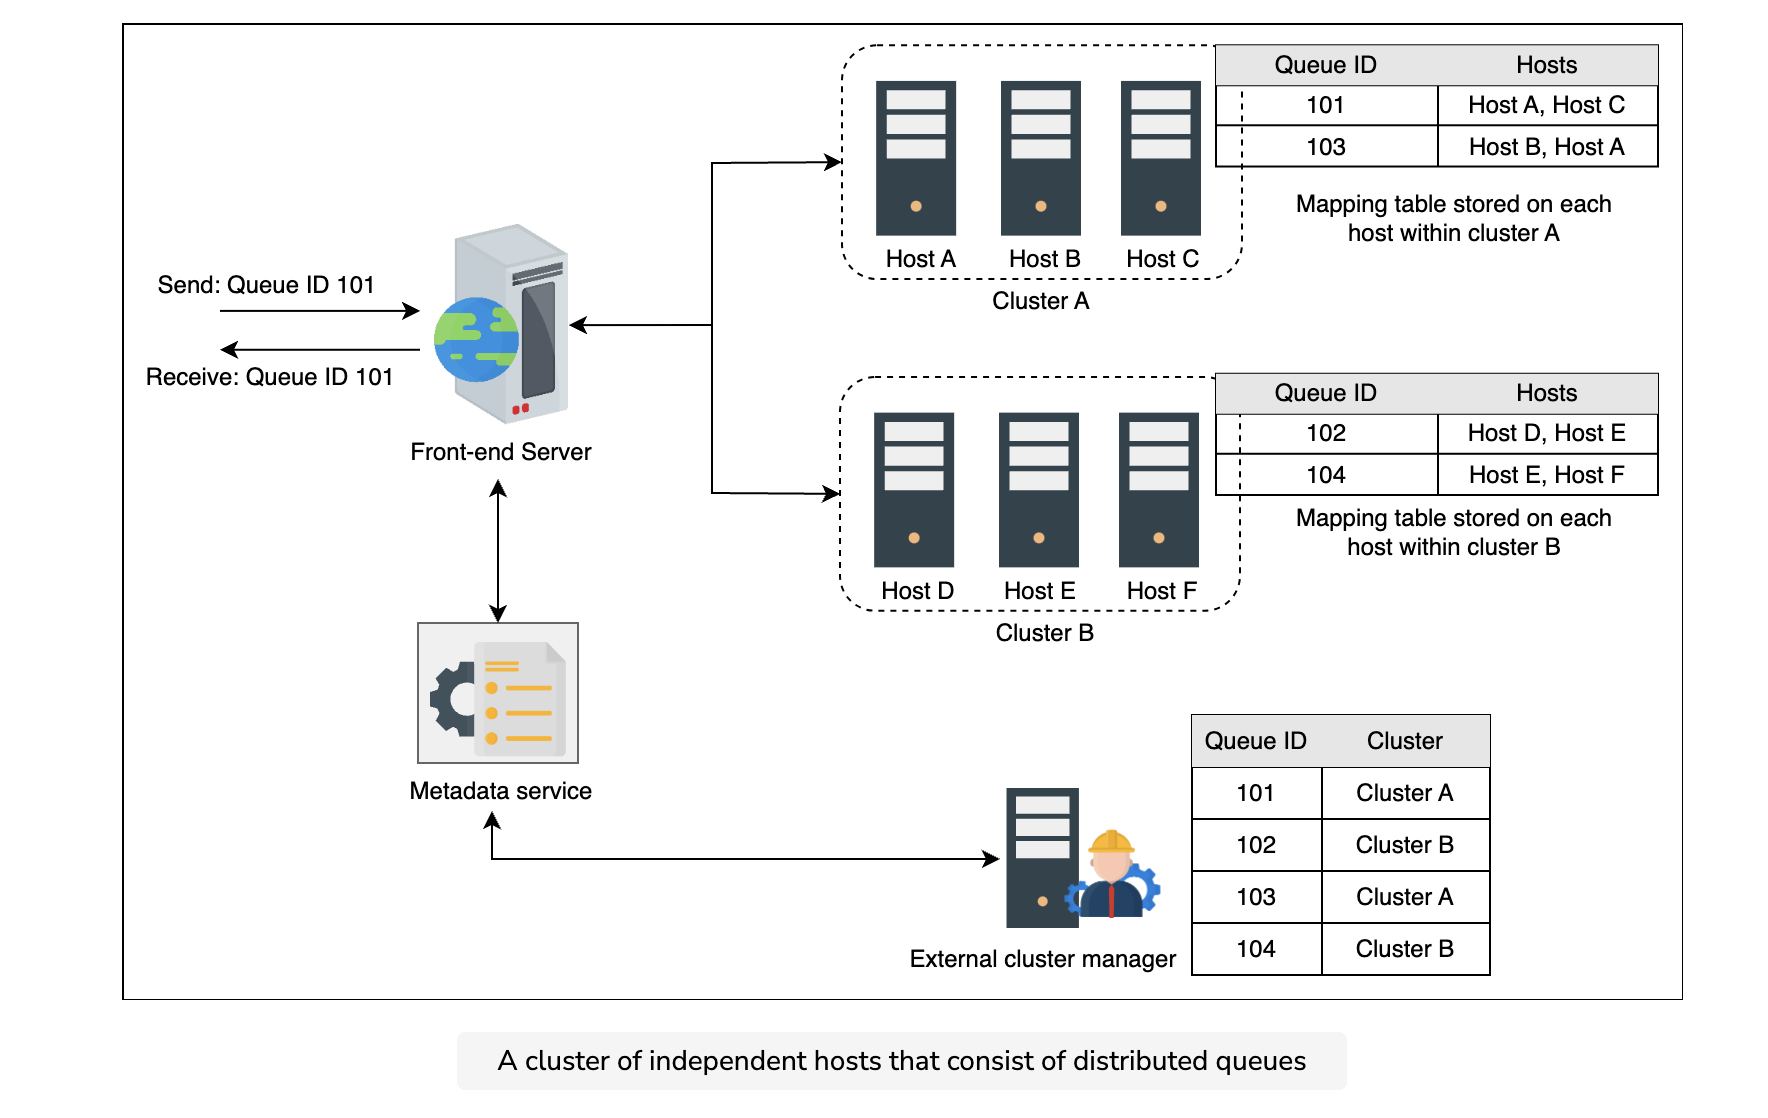 Queue ID Hosts
101 Host A, Host C
103 Host B, Host A
Mapping table stored on each
host within cluster A
Host A Host B Host C
Cluster A
Send: Queue ID 101
Receive: Queue ID 101
Front-end Server
Queue ID Hosts
102 Host D, Host E
104 Host E, Host F
Mapping table stored on each
host within cluster B
Host D Host E Host F
Cluster B
Metadata service
External cluster manager
Queue ID Cluster
101 Cluster A
102 Cluster B
103 Cluster A
104 Cluster B
A cluster of independent hosts that consist of distributed queues